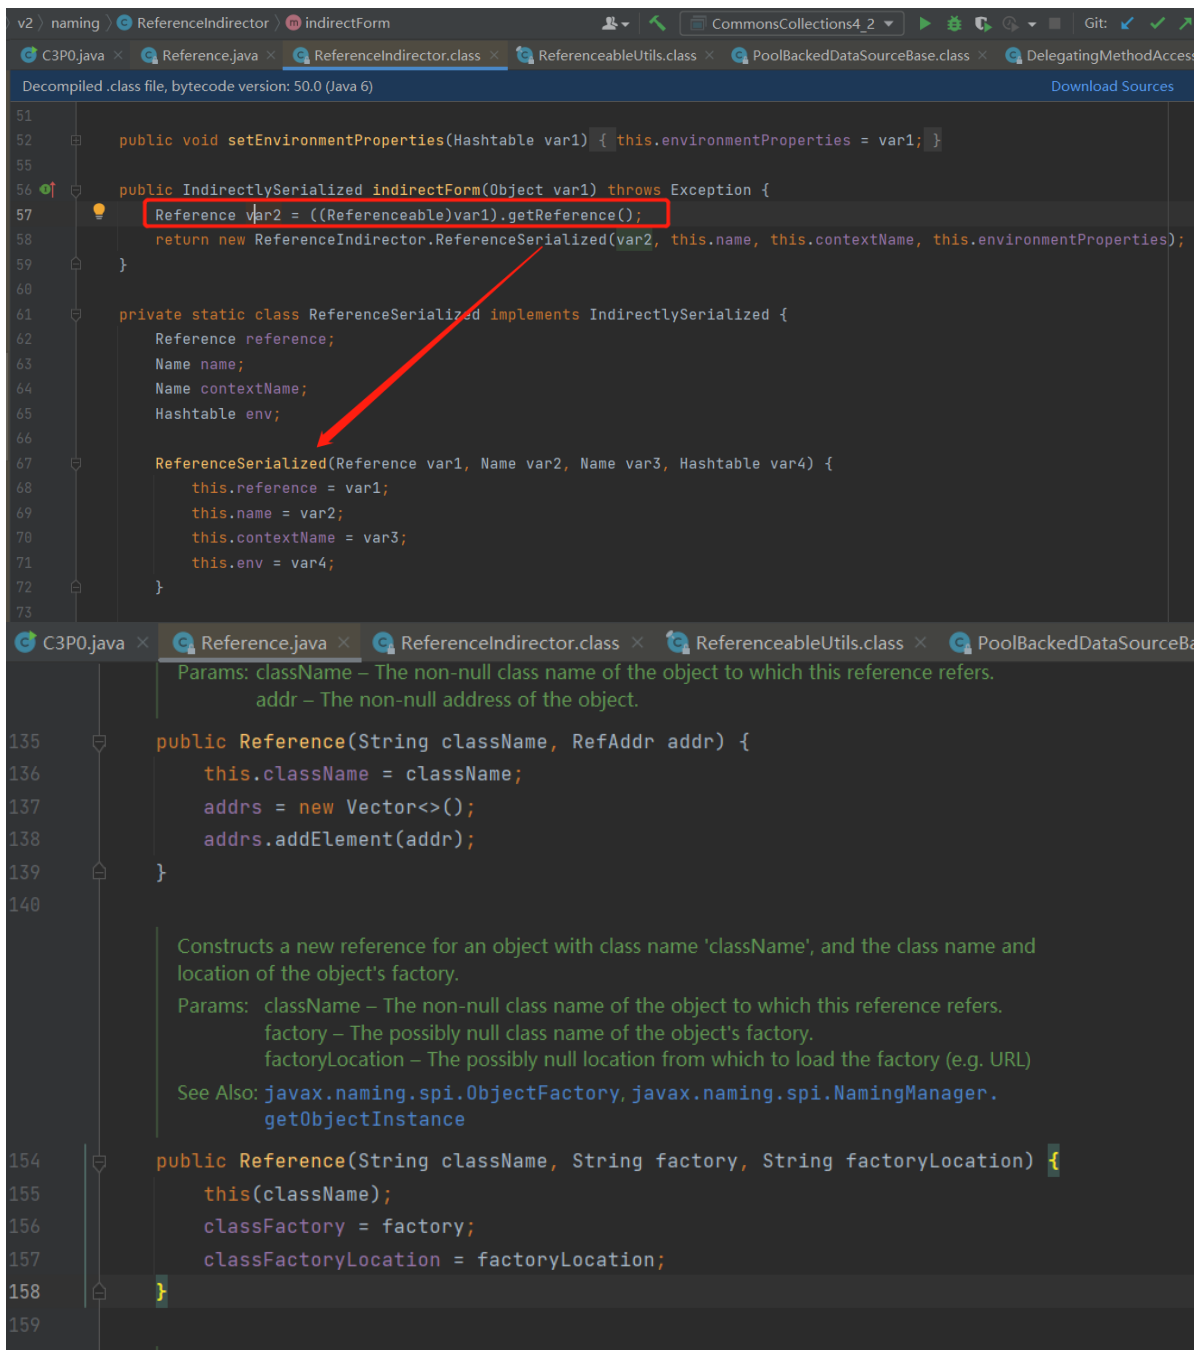 v2 naming ReferenceIndirector indirectForm CommonsCollections4_2 Git:
C3P0.java Reference.java ReferenceIndirector.class ReferenceableUtils.class PoolBackedDataSourceBase.class DelegatingMethodAccess
Decompiled .class file, bytecode version: 50.0 (Java 6) Download Sources
51
52 public void setEnvironmentProperties(Hashtable var1) { this.environmentProperties = var1; }
55
56 public IndirectlySerialized indirectForm(Object var1) throws Exception {
57 Reference var2 = ((Referenceable)var1).getReference();
58 return new ReferenceIndirector.ReferenceSerialized(var2, this.name, this.contextName, this.environmentProperties);
59 }
60
61 private static class ReferenceSerialized implements IndirectlySerialized {
62 Reference reference;
63 Name name;
64 Name contextName;
65 Hashtable env;
66
67 ReferenceSerialized(Reference var1, Name var2, Name var3, Hashtable var4) {
68 this.reference = var1;
69 this.name = var2;
70 this.contextName = var3;
71 this.env = var4;
72 }
73
C3P0.java Reference.java ReferenceIndirector.class ReferenceableUtils.class PoolBackedDataSourceBa
Params: className – The non-null class name of the object to which this reference refers.
addr – The non-null address of the object.
135 public Reference(String className, RefAddr addr) {
136 this.className = className;
137 addrs = new Vector<>();
138 addrs.addElement(addr);
139 }
140
Constructs a new reference for an object with class name 'className', and the class name and
location of the object's factory.
Params: className – The non-null class name of the object to which this reference refers.
factory – The possibly null class name of the object's factory.
factoryLocation – The possibly null location from which to load the factory (e.g. URL)
See Also: javax.naming.spi.ObjectFactory, javax.naming.spi.NamingManager.
getObjectInstance
154 public Reference(String className, String factory, String factoryLocation) {
155 this(className);
156 classFactory = factory;
157 classFactoryLocation = factoryLocation;
158 }
159